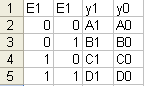 1 E1 E1 y1 y0
2 0 0 A1 A0
3 0 1 B1 B0
4 1 0 C1 C0
5 1 1 D1 D0